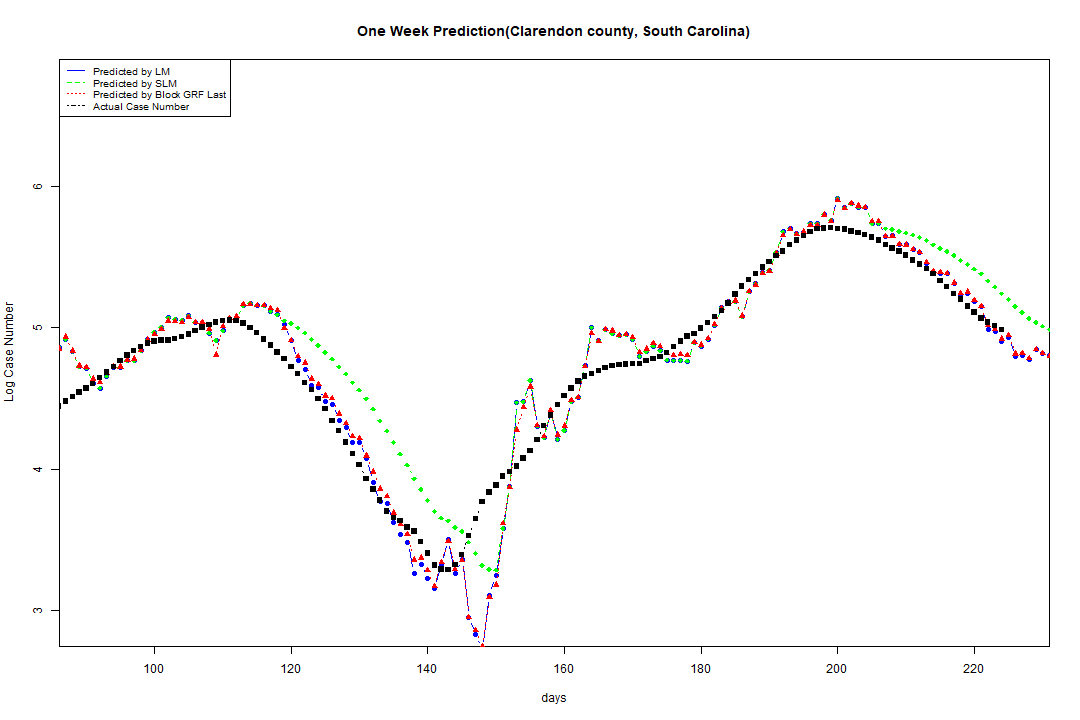 One Week Prediction(Clarendon county, South Carolina)
Predicted by LM
Predicted by SLM
Predicted by Block GRF Last
Actual Case Number
Log Case Number
6
5
4
3
100 120 140 160 180 200 220
days